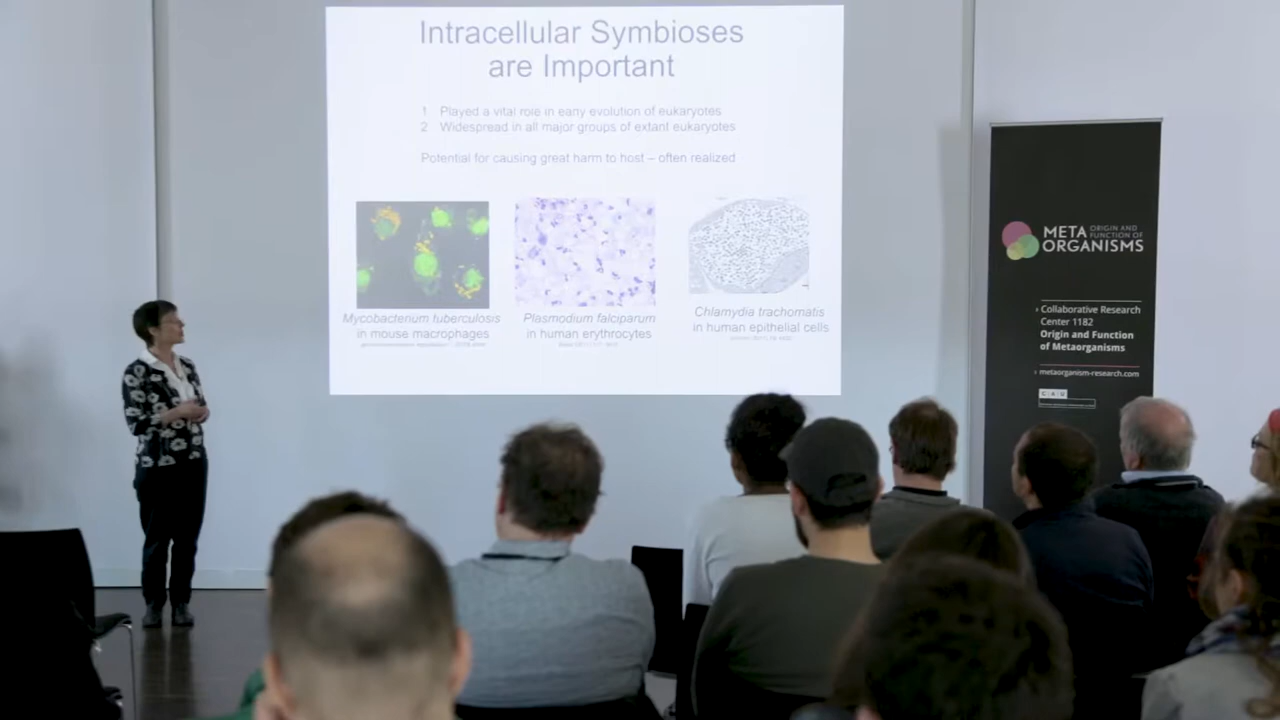 Intracellular Symbioses
are Important
1 Played a vital role in early evolution of eukaryotes
2 Widespread in all major groups of extant eukaryotes
Potential for causing great harm to host – often realized
Mycobacterium tuberculosis
in mouse macrophages
Plasmodium falciparum
in human erythrocytes
Chlamydia trachomatis
in human epithelial cells
META ORIGIN AND
FUNCTION OF
ORGANISMS
› Collaborative Research
Center 1182
Origin and Function
of Metaorganisms
› metaorganism-research.com
CAU